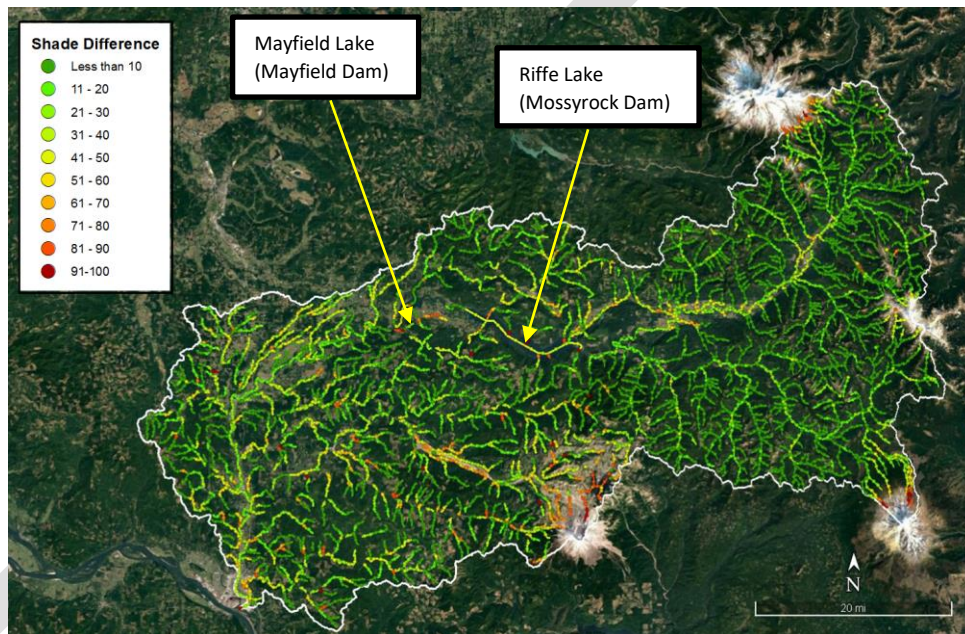 Shade Difference
Less than 10
11 - 20
21 - 30
31 - 40
41 - 50
51 - 60
61 - 70
71 - 80
81 - 90
91-100
Mayfield Lake
(Mayfield Dam)
Riffe Lake
(Mossyrock Dam)
N
20 mi